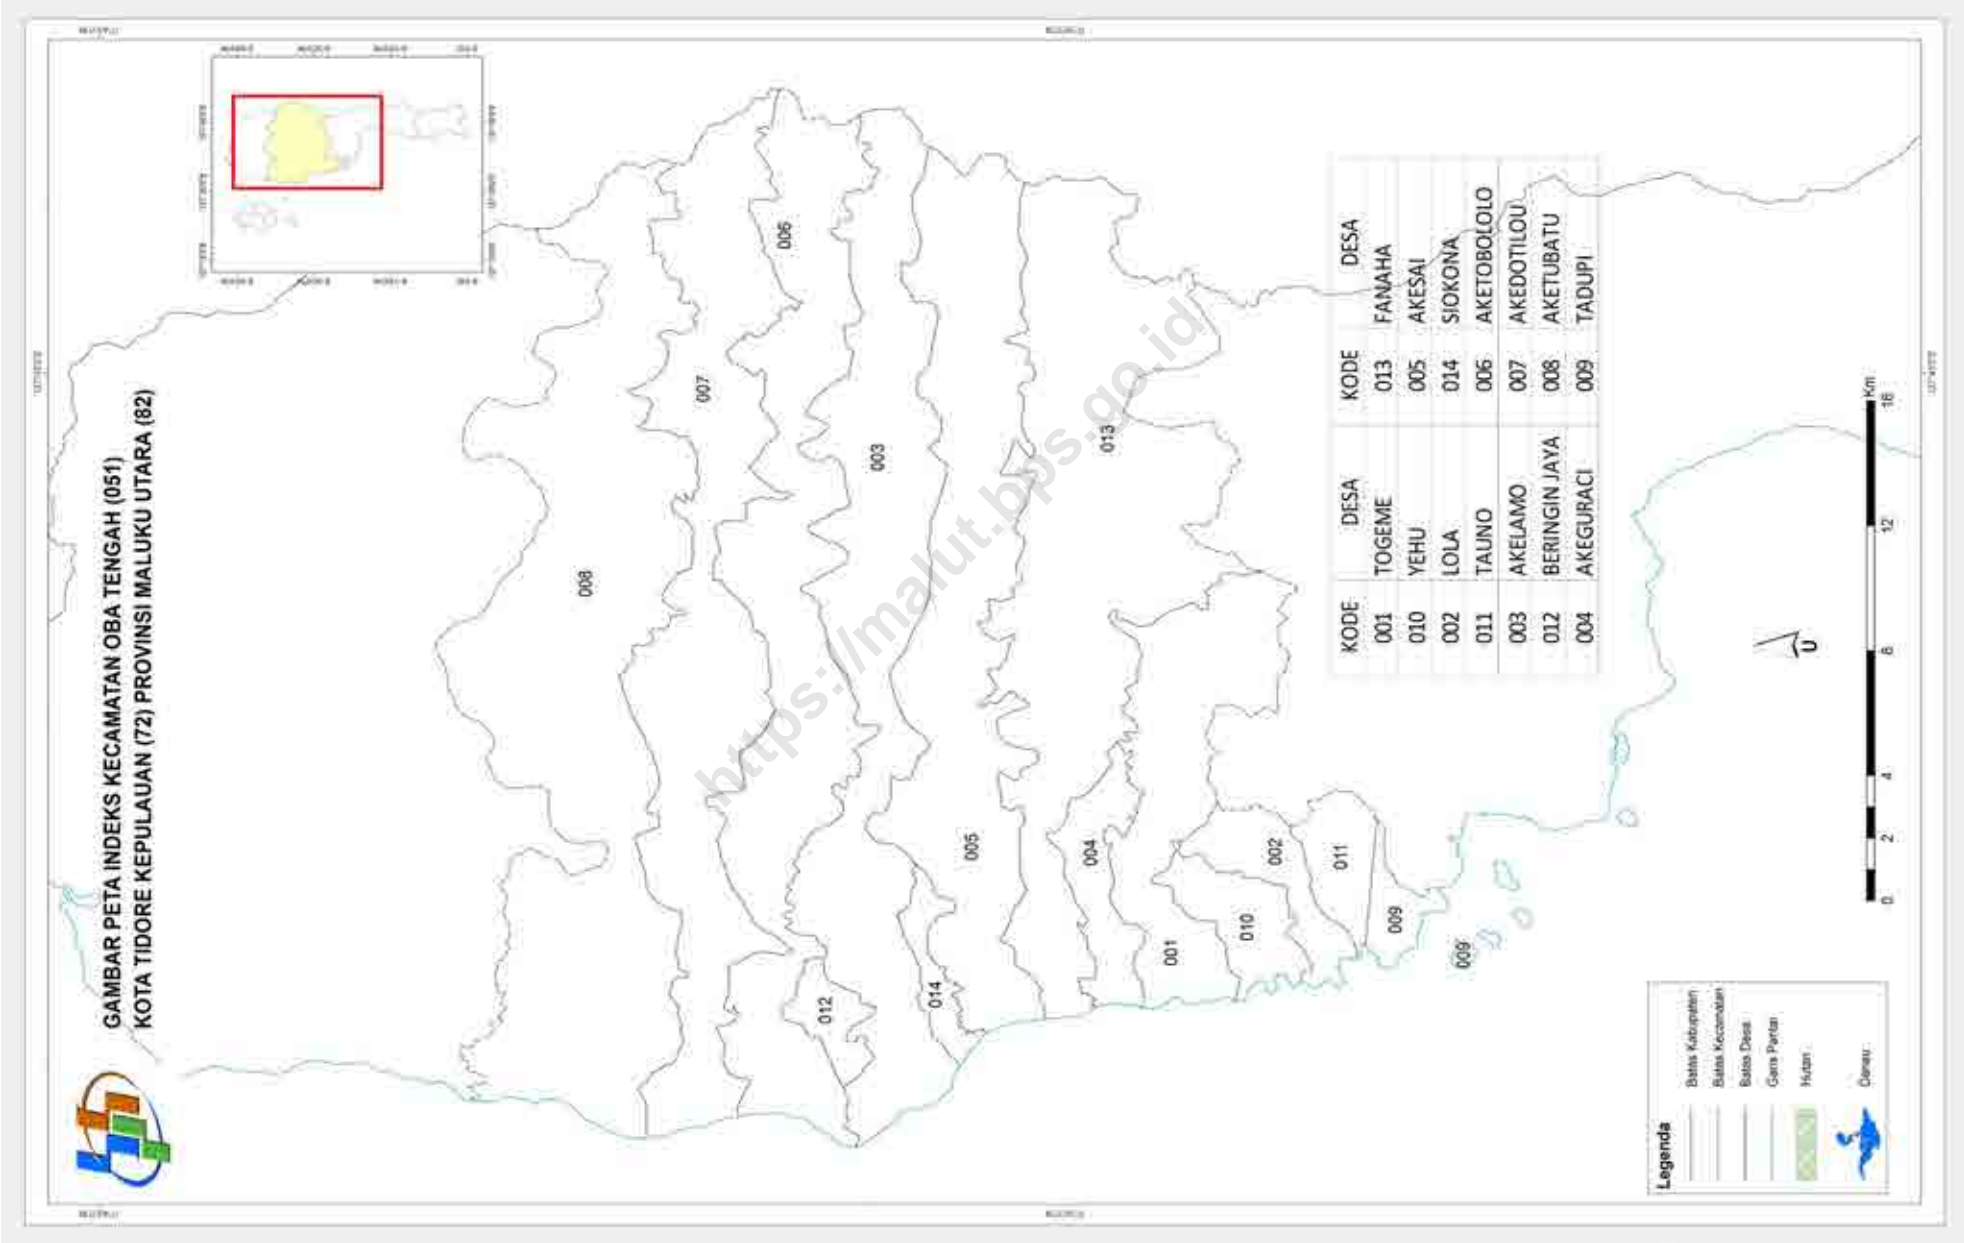 GAMBAR PETA INDEKS KECAMATAN OBA TENGAH (051)
KOTA TIDORE KEPULAUAN (72) PROVINSI MALUKU UTARA (82)
008
007
006
003
013
005
004
014
012
001
010
002
011
009
009
KODE DESA KODE DESA
001 TOGEME 013 FANAHA
010 YEHU 005 AKESAI
002 LOLA 014 SIOKONA
011 TAUNO 006 AKETOBOLOLO
003 AKELAMO 007 AKEDOTILOU
012 BERINGIN JAYA 008 AKETUBATU
004 AKEGURACI 009 TADUPI
U
0 2 4 8 12 16 Km
Legenda
Batas Kabupaten
Batas Kecamatan
Batas Desa
Garis Pantai
Hutan
Danau
https://malut.bps.go.id